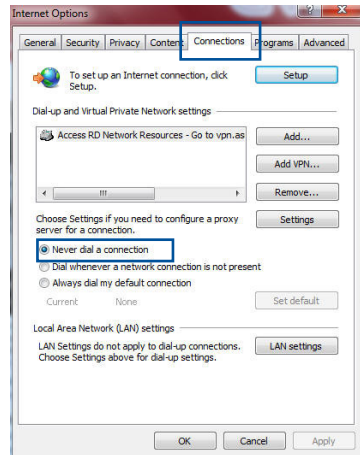 Internet Options
General Security Privacy Content Connections Programs Advanced
To set up an Internet connection, click
Setup.
Setup
Dial-up and Virtual Private Network settings
Access RD Network Resources - Go to vpn.as
Add...
Add VPN...
Remove...
Choose Settings if you need to configure a proxy
server for a connection.
Settings
Never dial a connection
Dial whenever a network connection is not present
Always dial my default connection
Current None
Set default
Local Area Network (LAN) settings
LAN Settings do not apply to dial-up connections.
Choose Settings above for dial-up settings.
LAN settings
OK Cancel Apply